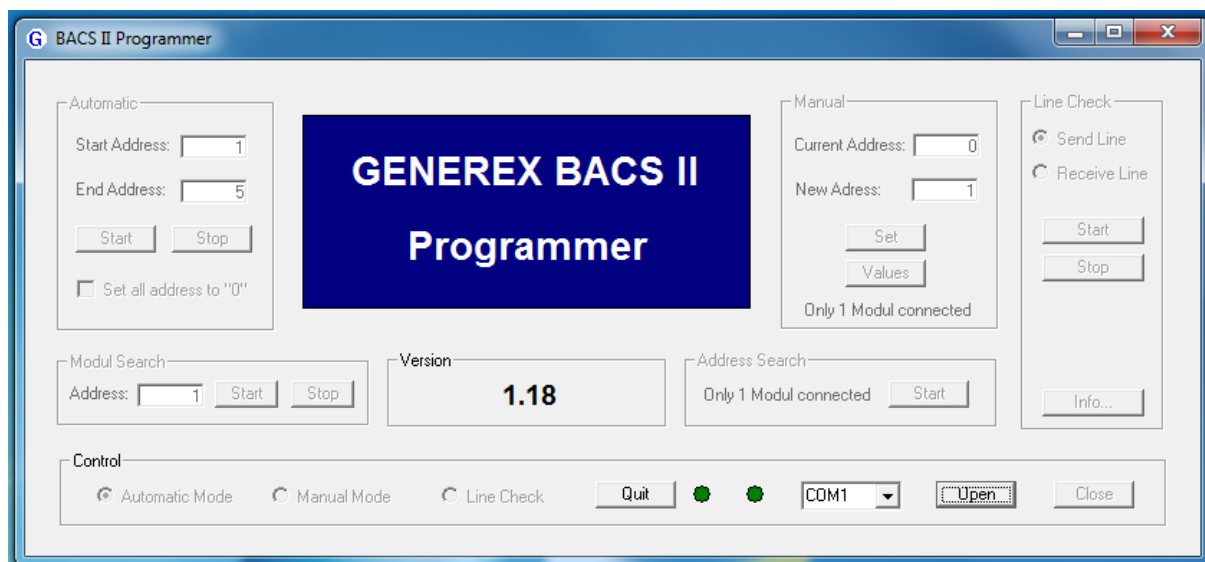 G BACS II Programmer
Automatic
Start Address: 1
End Address: 5
Start Stop
Set all address to "0"
GENEREX BACS II
Programmer
Manual
Current Address: 0
New Adress: 1
Set
Values
Only 1 Modul connected
Line Check
Send Line
Receive Line
Start
Stop
Info...
Modul Search
Address: 1 Start Stop
Version
1.18
Address Search
Only 1 Modul connected Start
Control
Automatic Mode Manual Mode Line Check Quit COM1 Open Close